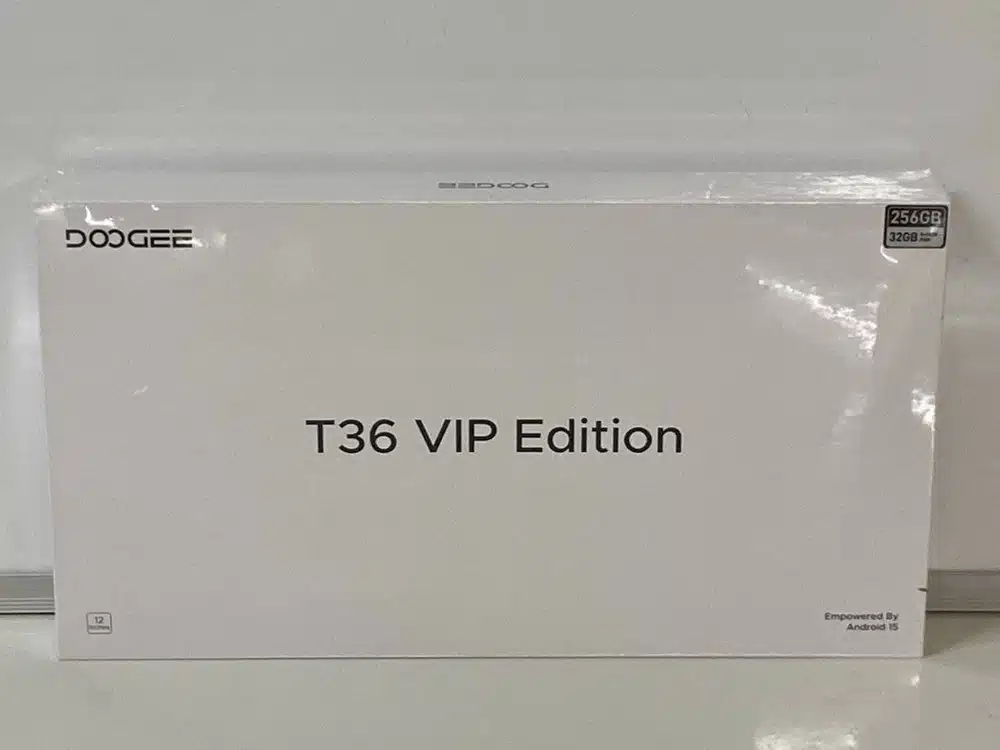 DOOGEE
DOOGEE
256GB
32GB
T36 VIP Edition
12
Empowered By
Android 15